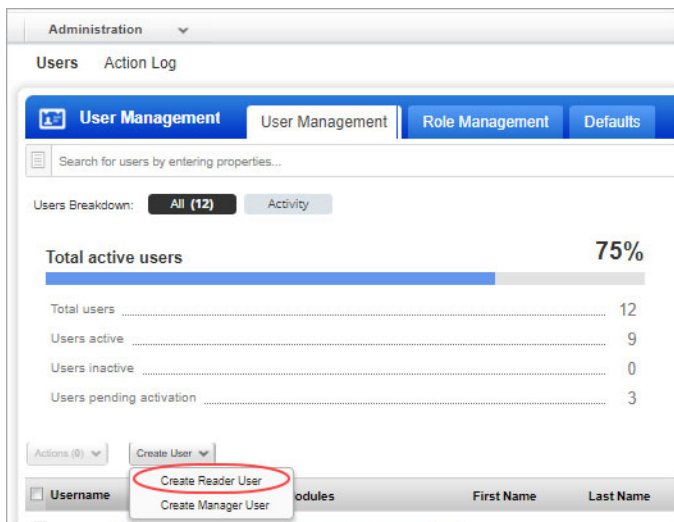 Administration
Users Action Log
User Management User Management Role Management Defaults
Search for users by entering properties...
Users Breakdown: All (12) Activity
Total active users 75%
Total users 12
Users active 9
Users inactive 0
Users pending activation 3
Actions (0) Create User
Create Reader User
Username odules First Name Last Name
Create Manager User